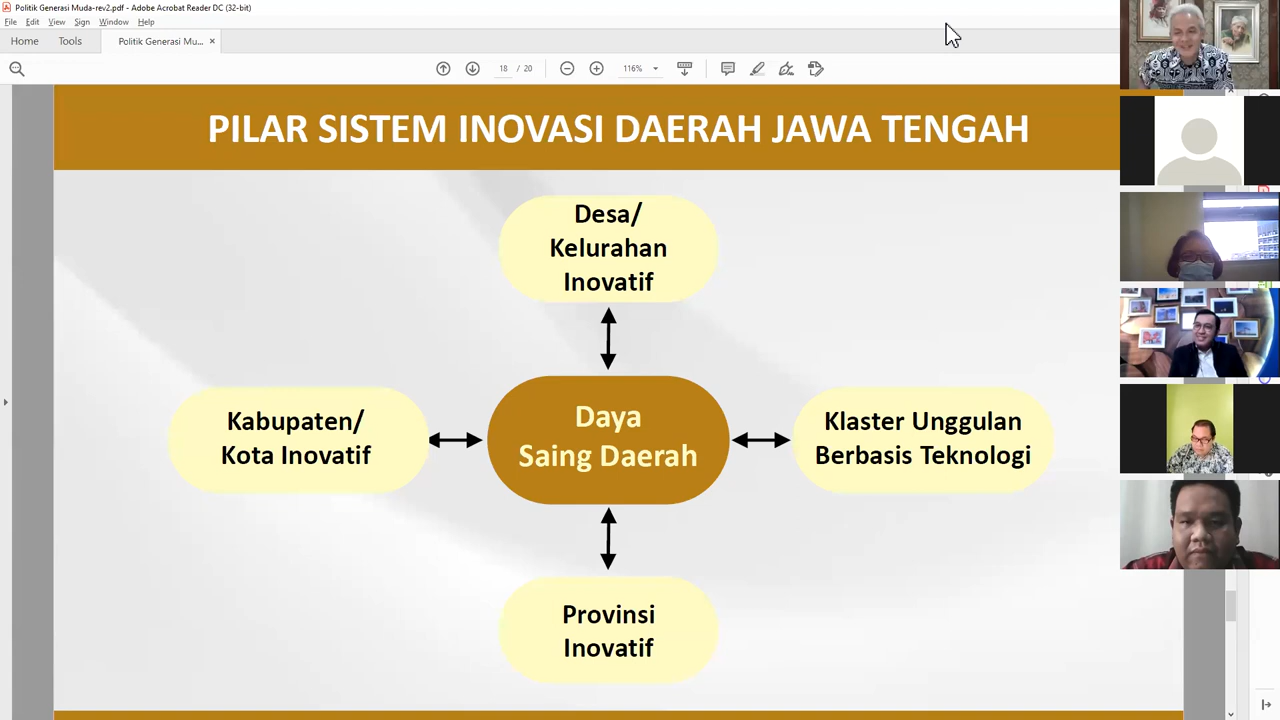 Politik Generasi Muda-rev2.pdf - Adobe Acrobat Reader DC (32-bit)
File Edit View Sign Window Help
Home Tools Politik Generasi Mu... ×
18 / 20 116%
PILAR SISTEM INOVASI DAERAH JAWA TENGAH
Desa/
Kelurahan
Inovatif
Kabupaten/
Kota Inovatif
Daya
Saing Daerah
Klaster Unggulan
Berbasis Teknologi
Provinsi
Inovatif